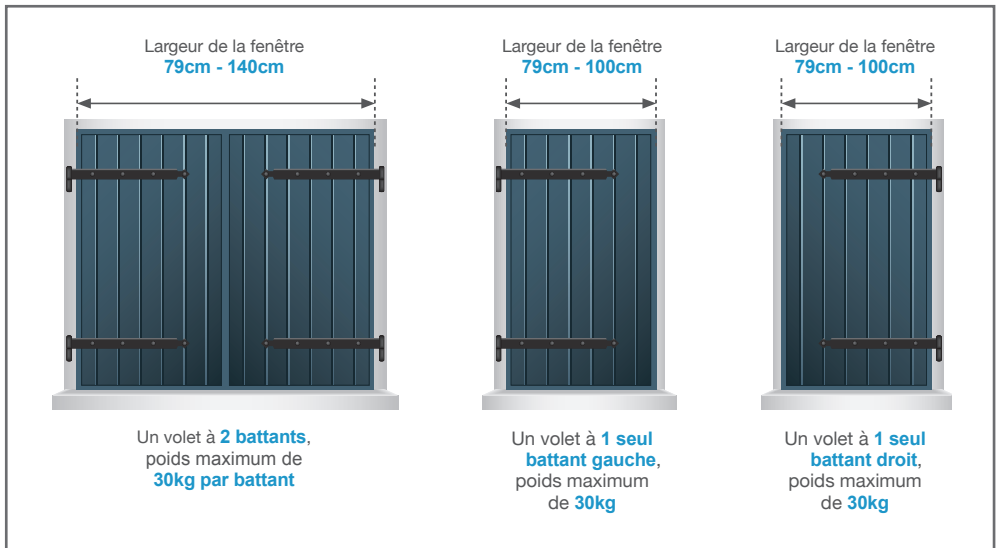 Largeur de la fenêtre
79cm - 140cm
Un volet à 2 battants,
poids maximum de
30kg par battant
Largeur de la fenêtre
79cm - 100cm
Un volet à 1 seul
battant gauche,
poids maximum
de 30kg
Largeur de la fenêtre
79cm - 100cm
Un volet à 1 seul
battant droit,
poids maximum
de 30kg